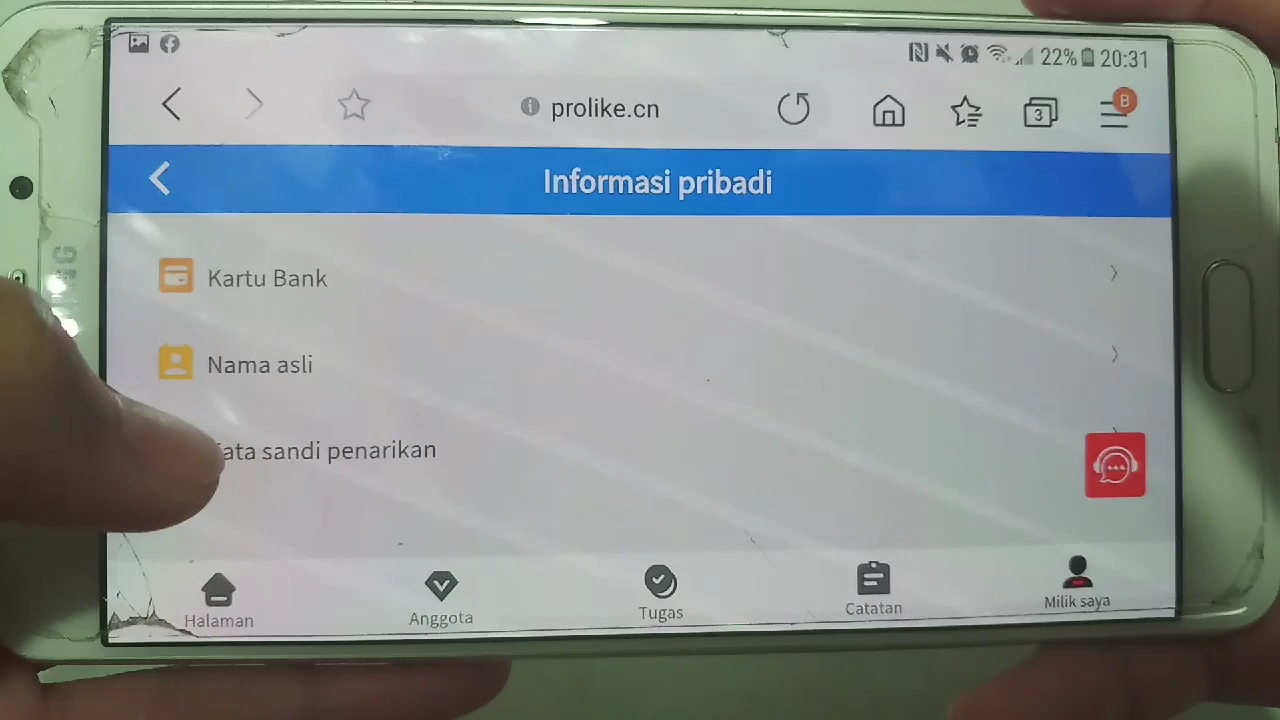 22% 20:31
prolike.cn
3
B
Informasi pribadi
Kartu Bank
Nama asli
sandi penarikan
Halaman
Anggota
Tugas
Catatan
Milik saya